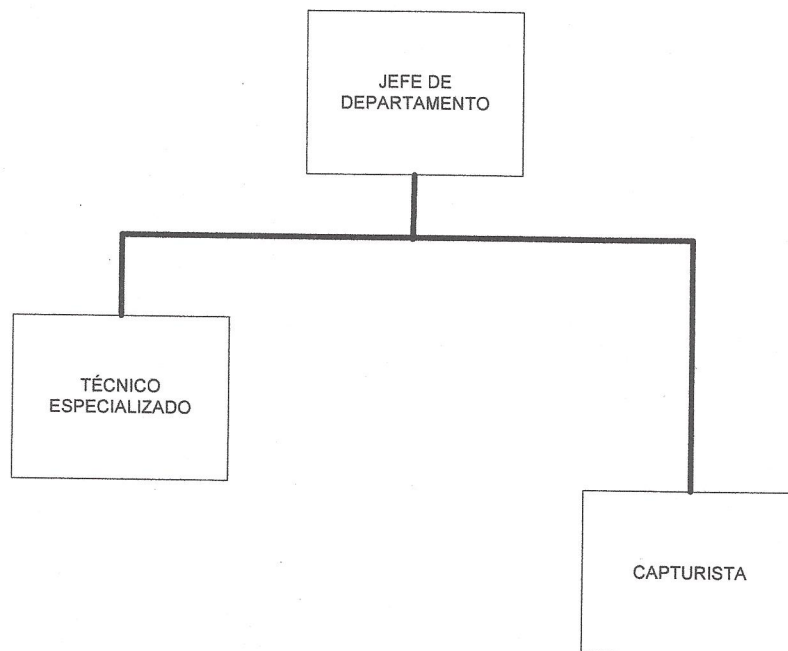 JEFE DE
DEPARTAMENTO
TÉCNICO
ESPECIALIZADO
CAPTURISTA